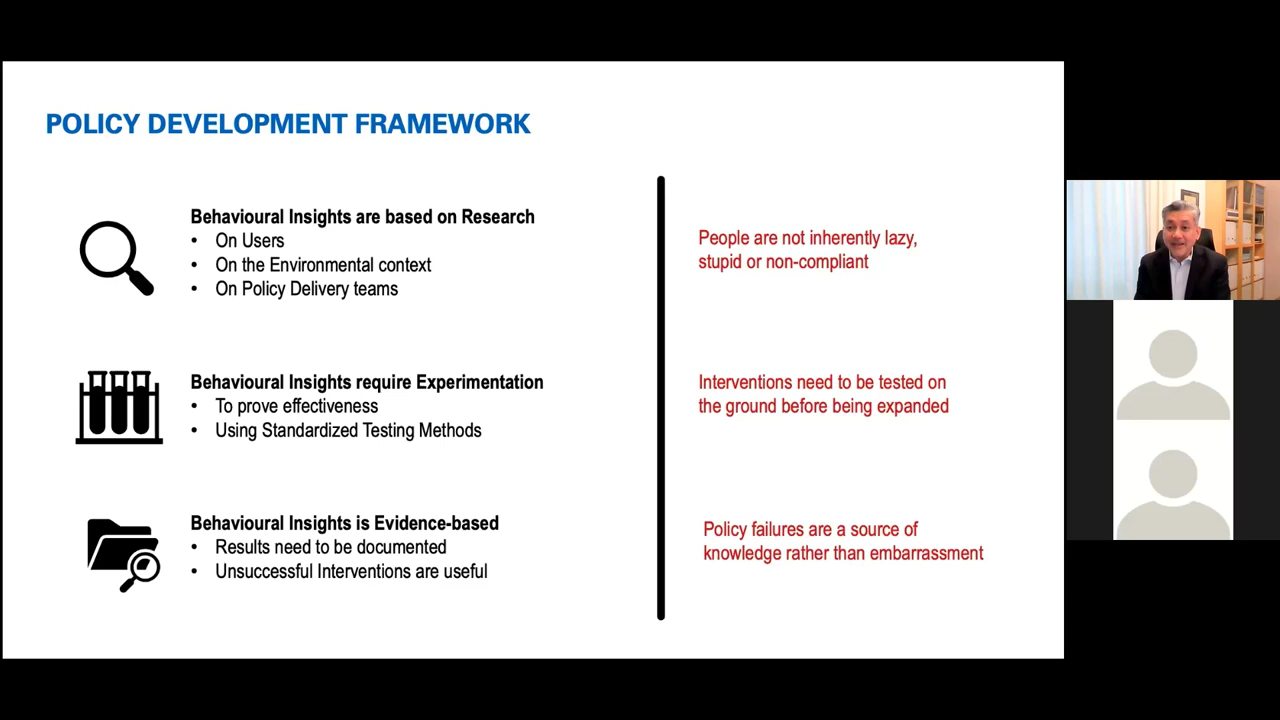 POLICY DEVELOPMENT FRAMEWORK
Behavioural Insights are based on Research
• On Users
• On the Environmental context
• On Policy Delivery teams
People are not inherently lazy,
stupid or non-compliant
Behavioural Insights require Experimentation
• To prove effectiveness
• Using Standardized Testing Methods
Interventions need to be tested on
the ground before being expanded
Behavioural Insights is Evidence-based
• Results need to be documented
• Unsuccessful Interventions are useful
Policy failures are a source of
knowledge rather than embarrassment